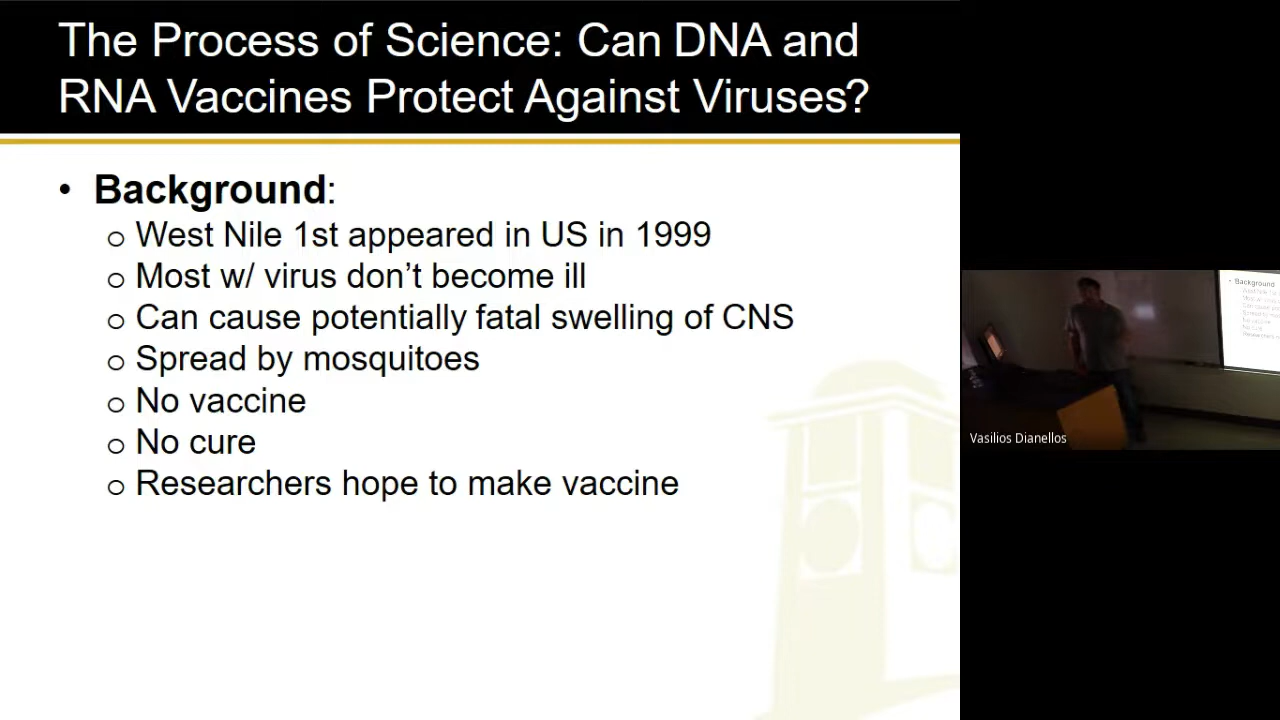 The Process of Science: Can DNA and
RNA Vaccines Protect Against Viruses?
• Background:
o West Nile 1st appeared in US in 1999
o Most w/ virus don’t become ill
o Can cause potentially fatal swelling of CNS
o Spread by mosquitoes
o No vaccine
o No cure
o Researchers hope to make vaccine
• Background
Vasilios Dianellos